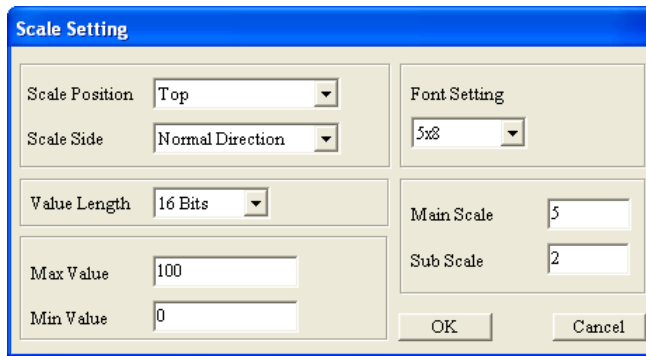 Scale Setting
Scale Position Top
Scale Side Normal Direction
Value Length 16 Bits
Max Value 100
Min Value 0
Font Setting
5x8
Main Scale 5
Sub Scale 2
OK Cancel